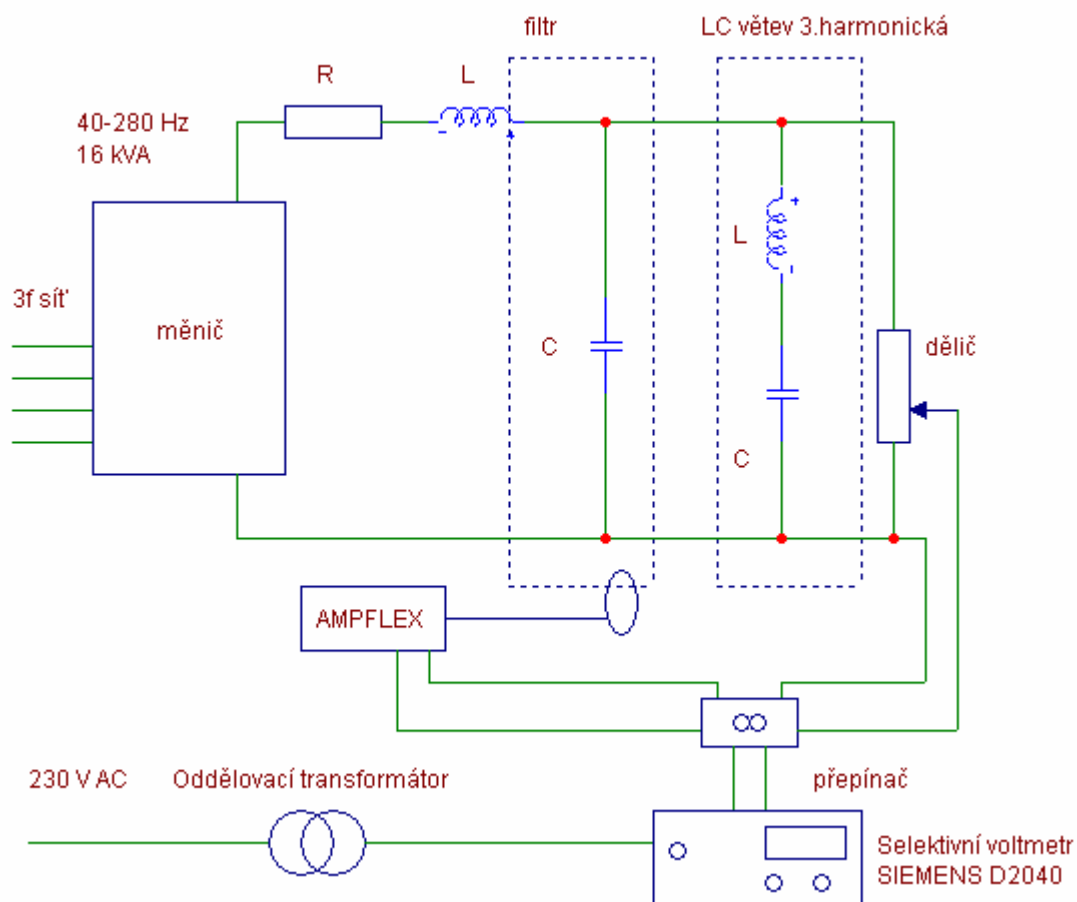 filtr
LC větev 3.harmonická
R
L
40-280 Hz
16 kVA
L
3f síť
měnič
C
dělič
C
AMPFLEX
230 V AC
Oddělovací transformátor
přepínač
Selektivní voltmetr
SIEMENS D2040